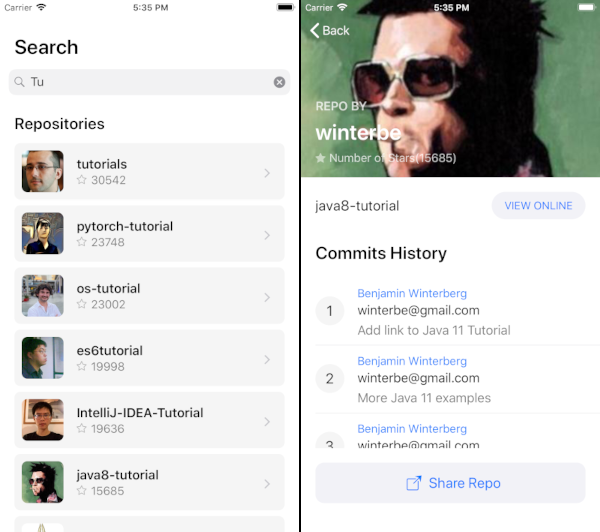 Carrier
5:35 PM
Search
Tu
Repositories
tutorials
30542
pytorch-tutorial
23748
os-tutorial
23002
es6tutorial
19998
IntelliJ-IDEA-Tutorial
19636
java8-tutorial
15685
Carrier
5:35 PM
Back
REPO BY
winterbe
Number of Stars(15685)
java8-tutorial
VIEW ONLINE
Commits History
1
Benjamin Winterberg
winterbe@gmail.com
Add link to Java 11 Tutorial
2
Benjamin Winterberg
winterbe@gmail.com
More Java 11 examples
3
Benjamin Winterberg
winterbe@gmail.com
Share Repo